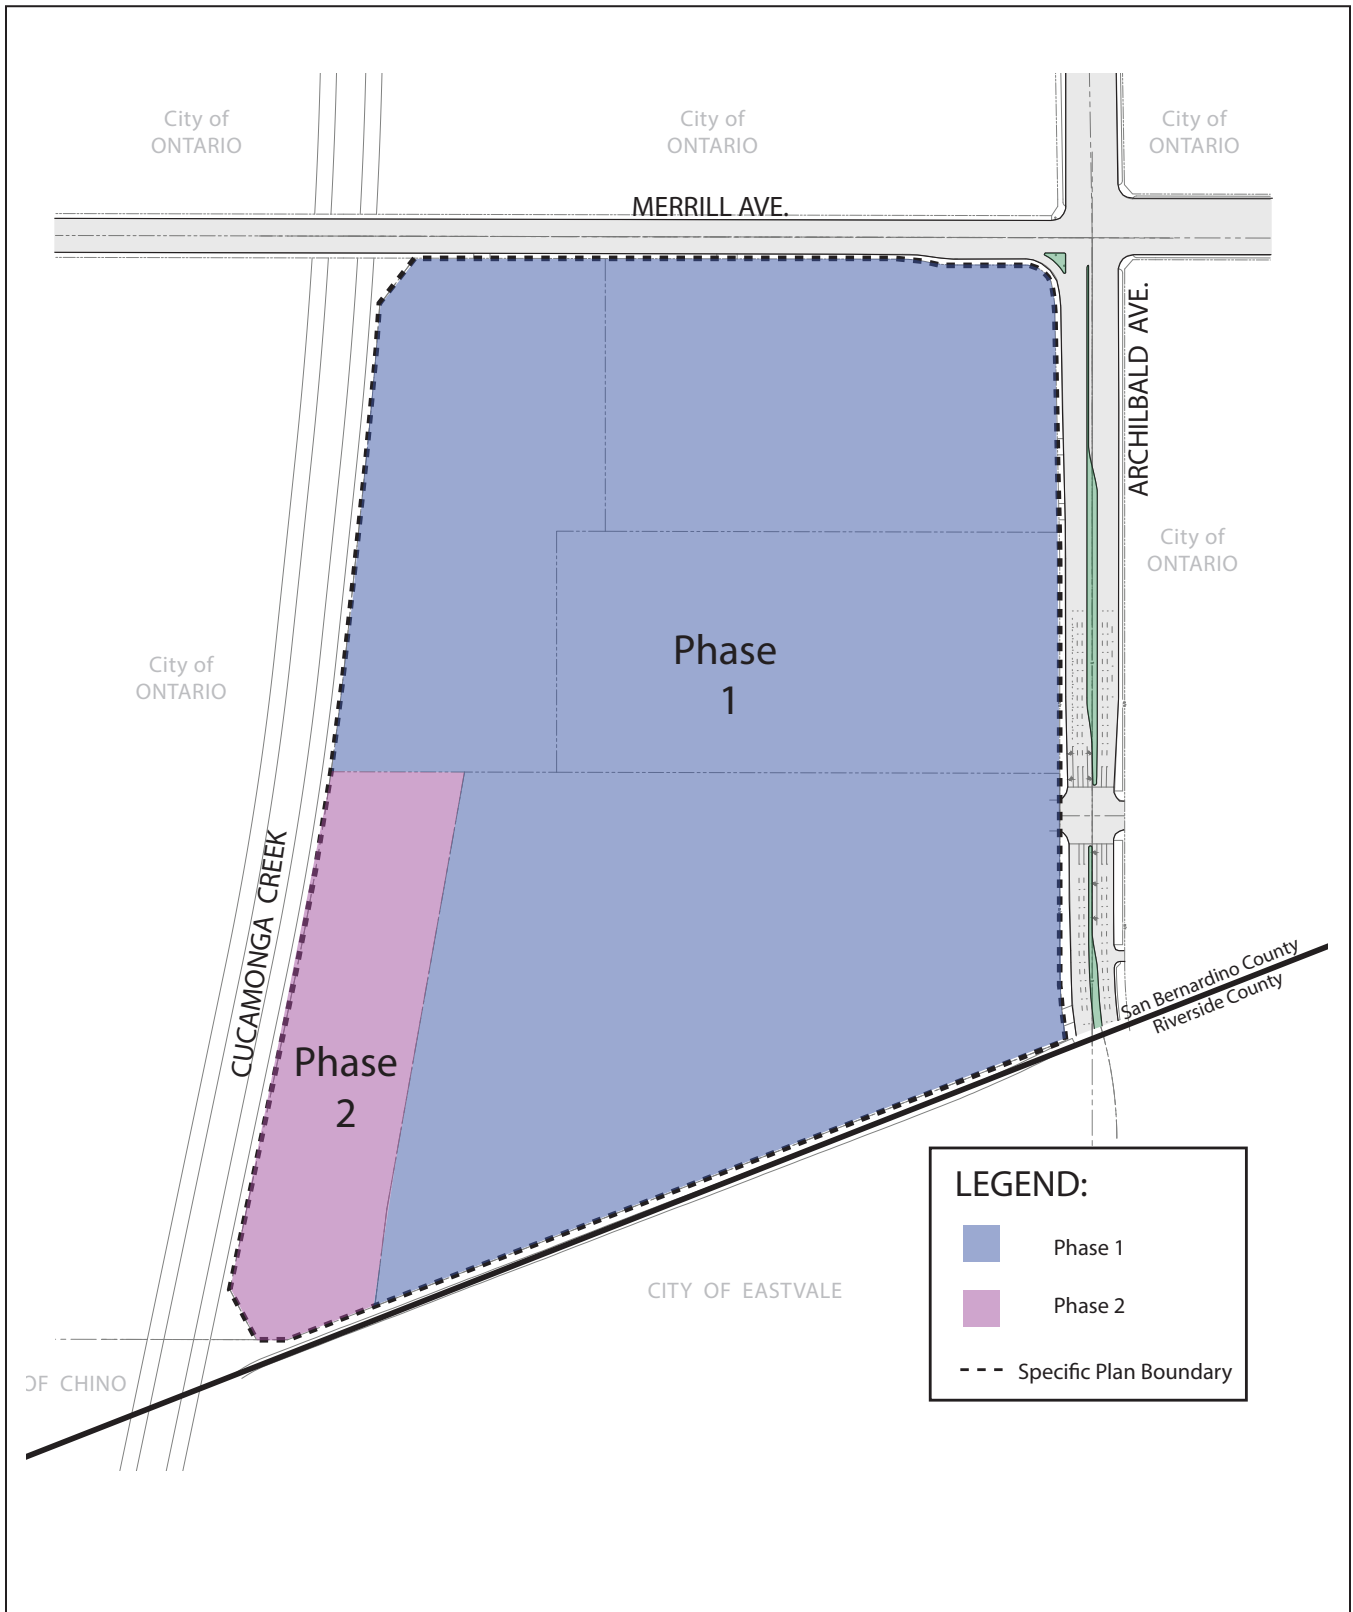 City of
ONTARIO
City of
ONTARIO
City of
ONTARIO
MERRILL AVE.
ARCHILBALD AVE.
City of
ONTARIO
Phase
1
City of
ONTARIO
CUCAMONGA CREEK
San Bernardino County
Riverside County
Phase
2
LEGEND:
Phase 1
Phase 2
Specific Plan Boundary
CITY OF EASTVALE
OF CHINO